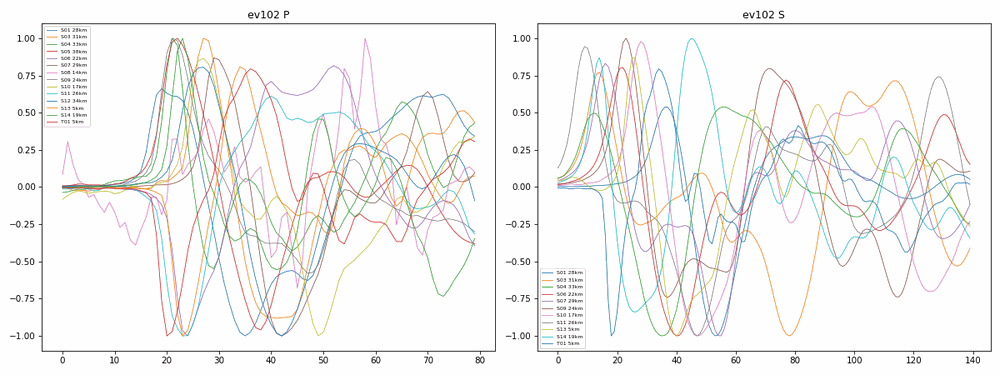 ev102 P
1.00
0.75
0.50
0.25
0.00
−0.25
−0.50
−0.75
−1.00
0 10 20 30 40 50 60 70 80
S01 28km
S03 31km
S04 33km
S05 38km
S06 22km
S07 29km
S08 14km
S09 24km
S10 17km
S11 26km
S12 34km
S13 5km
S14 19km
T01 5km
ev102 S
1.00
0.75
0.50
0.25
0.00
−0.25
−0.50
−0.75
−1.00
0 20 40 60 80 100 120 140
S01 28km
S03 31km
S04 33km
S06 22km
S07 29km
S09 24km
S10 17km
S11 26km
S13 5km
S14 19km
T01 5km